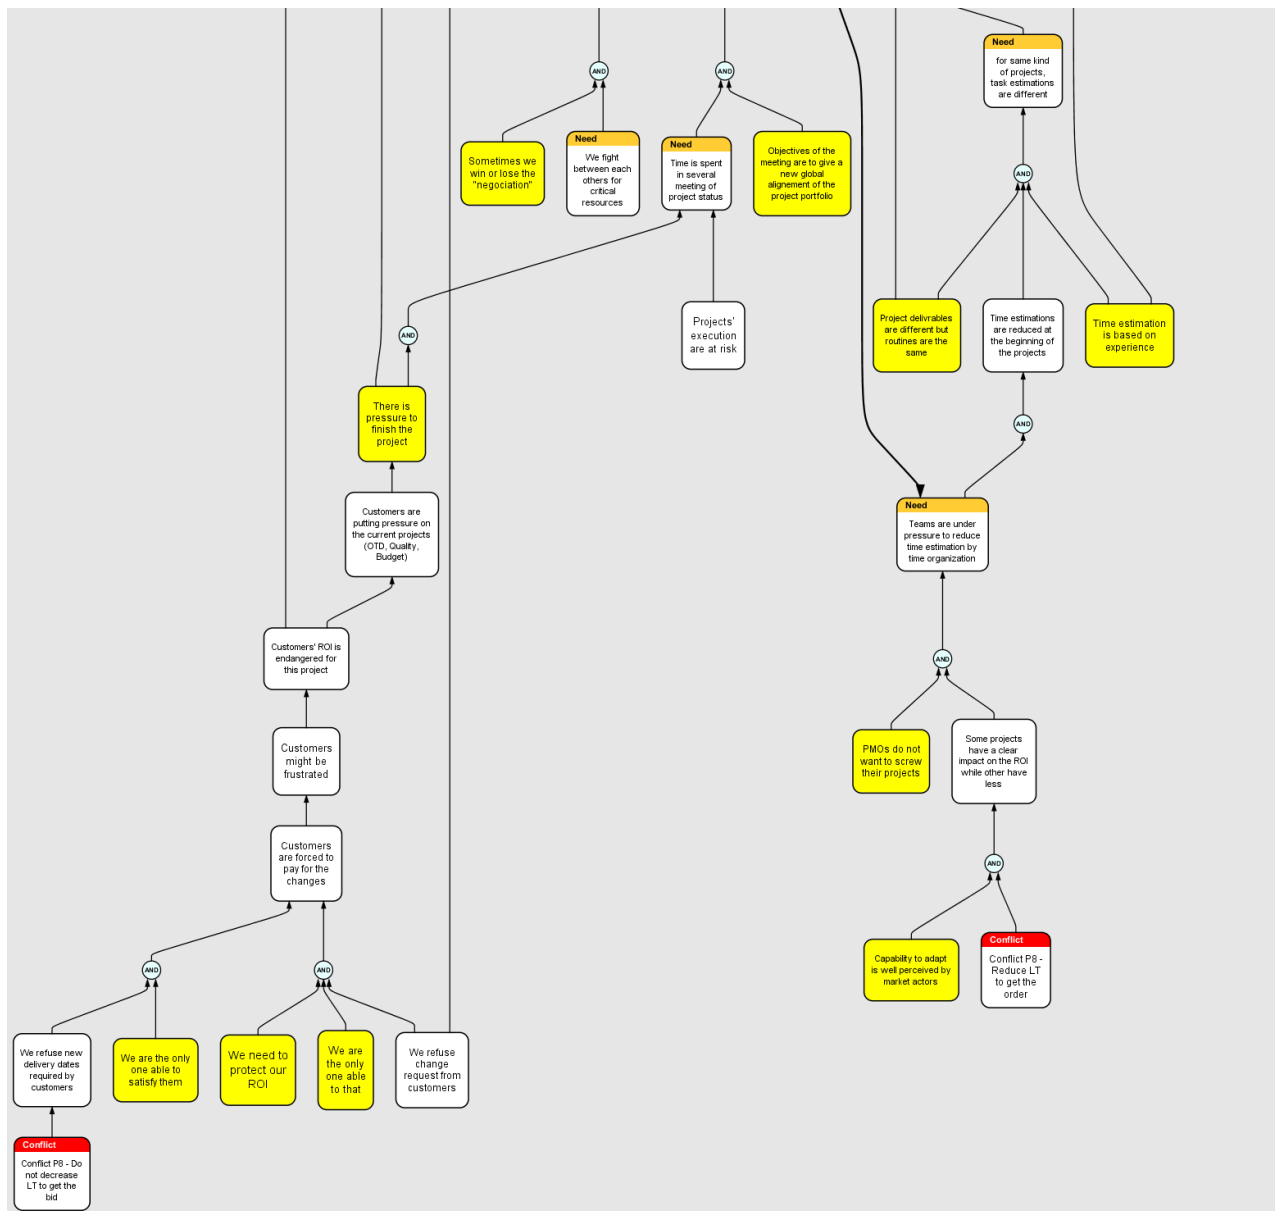 Need
for same kind
of projects,
task estimations
are different
AND
AND
Sometimes we
win or lose the
"negociation"
Need
We fight
between each
others for
critical
resources
Need
Time is spent
in several
meeting of
project status
Objectives of the
meeting are to give a
new global
alignement of the
project portfolio
AND
Projects'
execution
are at risk
Project delivrables
are different but
routines are the
same
Time estimations
are reduced at
the beginning of
the projects
Time estimation
is based on
experience
AND
There is
pressure to
finish the
project
AND
Customers are
putting pressure on
the current projects
(OTD, Quality,
Budget)
Need
Teams are under
pressure to reduce
time estimation by
time organization
Customers' ROI is
endangered for
this project
AND
Customers
might be
frustrated
PMOs do not
want to screw
their projects
Some projects
have a clear
impact on the ROI
while other have
less
Customers
are forced to
pay for the
changes
AND
AND
AND
Capability to adapt
is well perceived by
market actors
Conflict
Conflict P8 -
Reduce LT
to get the
order
We refuse new
delivery dates
required by
customers
We are the only
one able to
satisfy them
We need to
protect our
ROI
We are
the only
one able
to that
We refuse
change
request from
customers
Conflict
Conflict P8 - Do
not decrease
LT to get the
bid